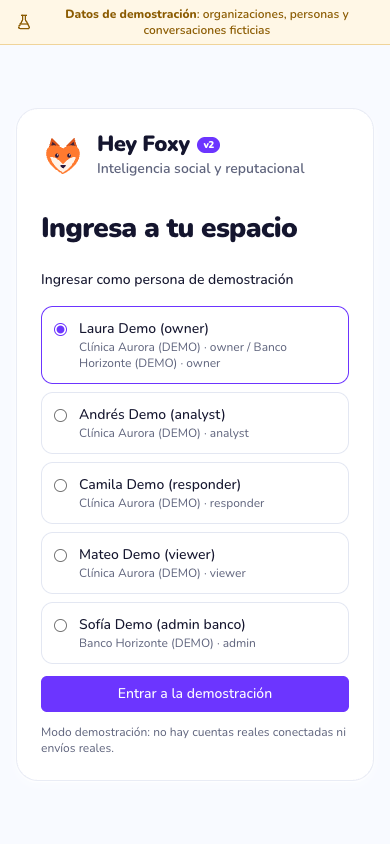 Datos de demostración: organizaciones, personas y
conversaciones ficticias
Hey Foxy v2
Inteligencia social y reputacional
Ingresa a tu espacio
Ingresar como persona de demostración
Laura Demo (owner)
Clínica Aurora (DEMO) · owner / Banco
Horizonte (DEMO) · owner
Andrés Demo (analyst)
Clínica Aurora (DEMO) · analyst
Camila Demo (responder)
Clínica Aurora (DEMO) · responder
Mateo Demo (viewer)
Clínica Aurora (DEMO) · viewer
Sofía Demo (admin banco)
Banco Horizonte (DEMO) · admin
Entrar a la demostración
Modo demostración: no hay cuentas reales conectadas ni
envíos reales.